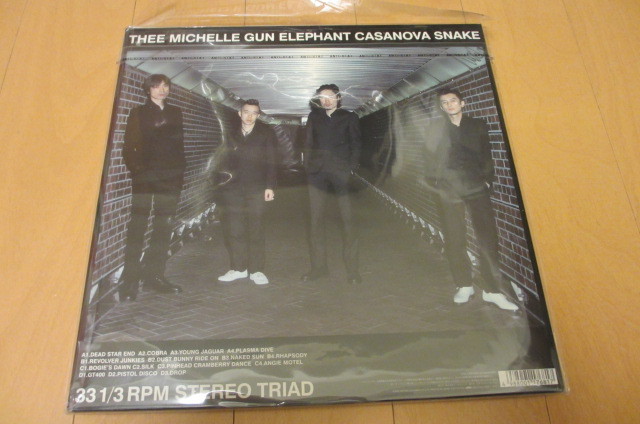 THEE MICHELLE GUN ELEPHANT CASANOVA SNAKE
A1.DEAD STAR END A2.COBRA A3.YOUNG JAGUAR A4.PLASMA DIVE
B1.REVOLVER JUNKIES B2.DUST BUNNY RIDE ON B3.NAKED SUN B4.RHAPSODY
C1.BOGIE'S DAWN C2.SILK C3.PINHEAD CRANBERRY DANCE C4.ANGIE MOTEL
D1.GT400 D2.PISTOL DISCO D3.DROP
33 1/3 RPM STEREO TRIAD